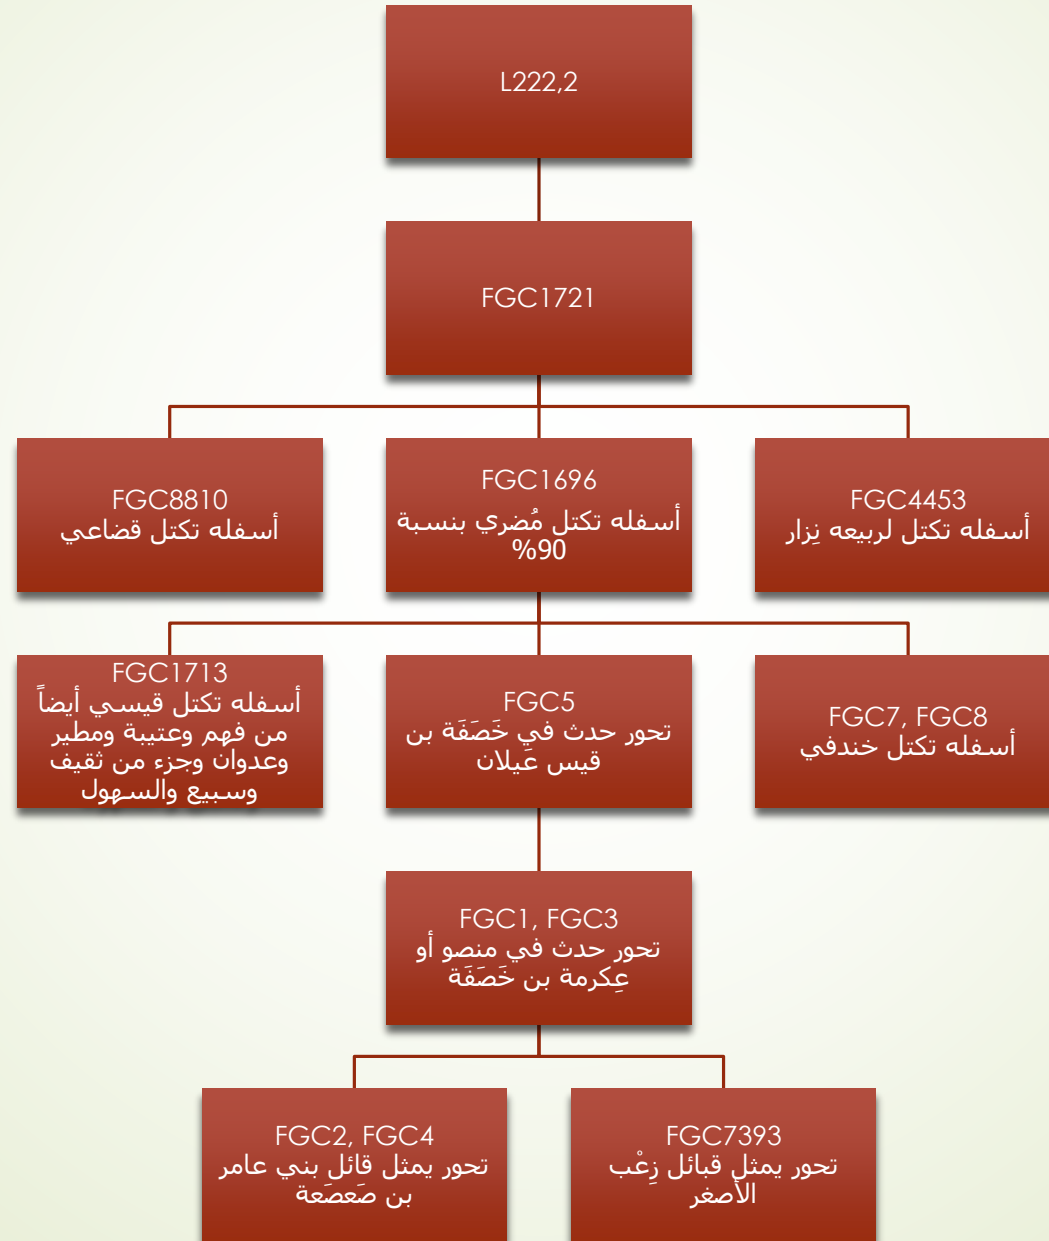 L222,2
FGC1721
FGC8810
أسفله تكتل قضاعي
FGC1696
أسفله تكتل مُضري بنسبة
90%
FGC4453
أسفله تكتل لربيعه نِزار
FGC1713
أسفله تكتل قيسي أيضاً
من فهم وعتيبة ومطير
وعدوان وجزء من ثقيف
وسبيع والسهول
FGC5
تحور حدث في خَصَفَة بن
قيس عَيلان
FGC7, FGC8
أسفله تكتل خندفي
FGC1, FGC3
تحور حدث في منصو أو
عِكرمة بن خَصَفَة
FGC2, FGC4
تحور يمثل قائل بني عامر
بن صَعصَعة
FGC7393
تحور يمثل قبائل زِعْب
الأصغر